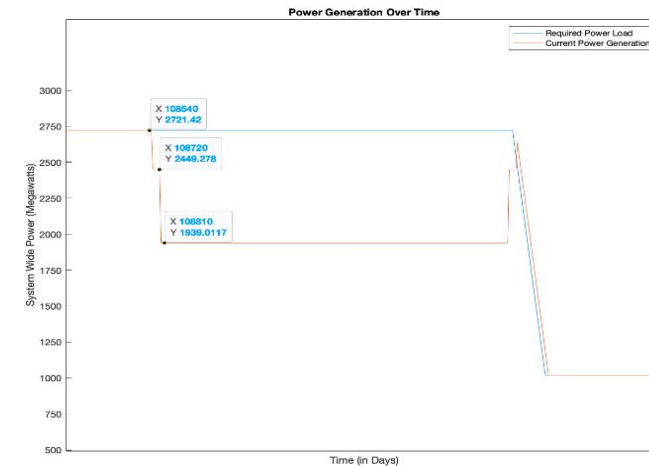 Power Generation Over Time
Required Power Load
Current Power Generation
System Wide Power (Megawatts)
3000
2750
2500
2250
2000
1750
1500
1250
1000
750
500
X 108540
Y 2721.42
X 108720
Y 2449.278
X 108810
Y 1939.0117
Time (in Days)